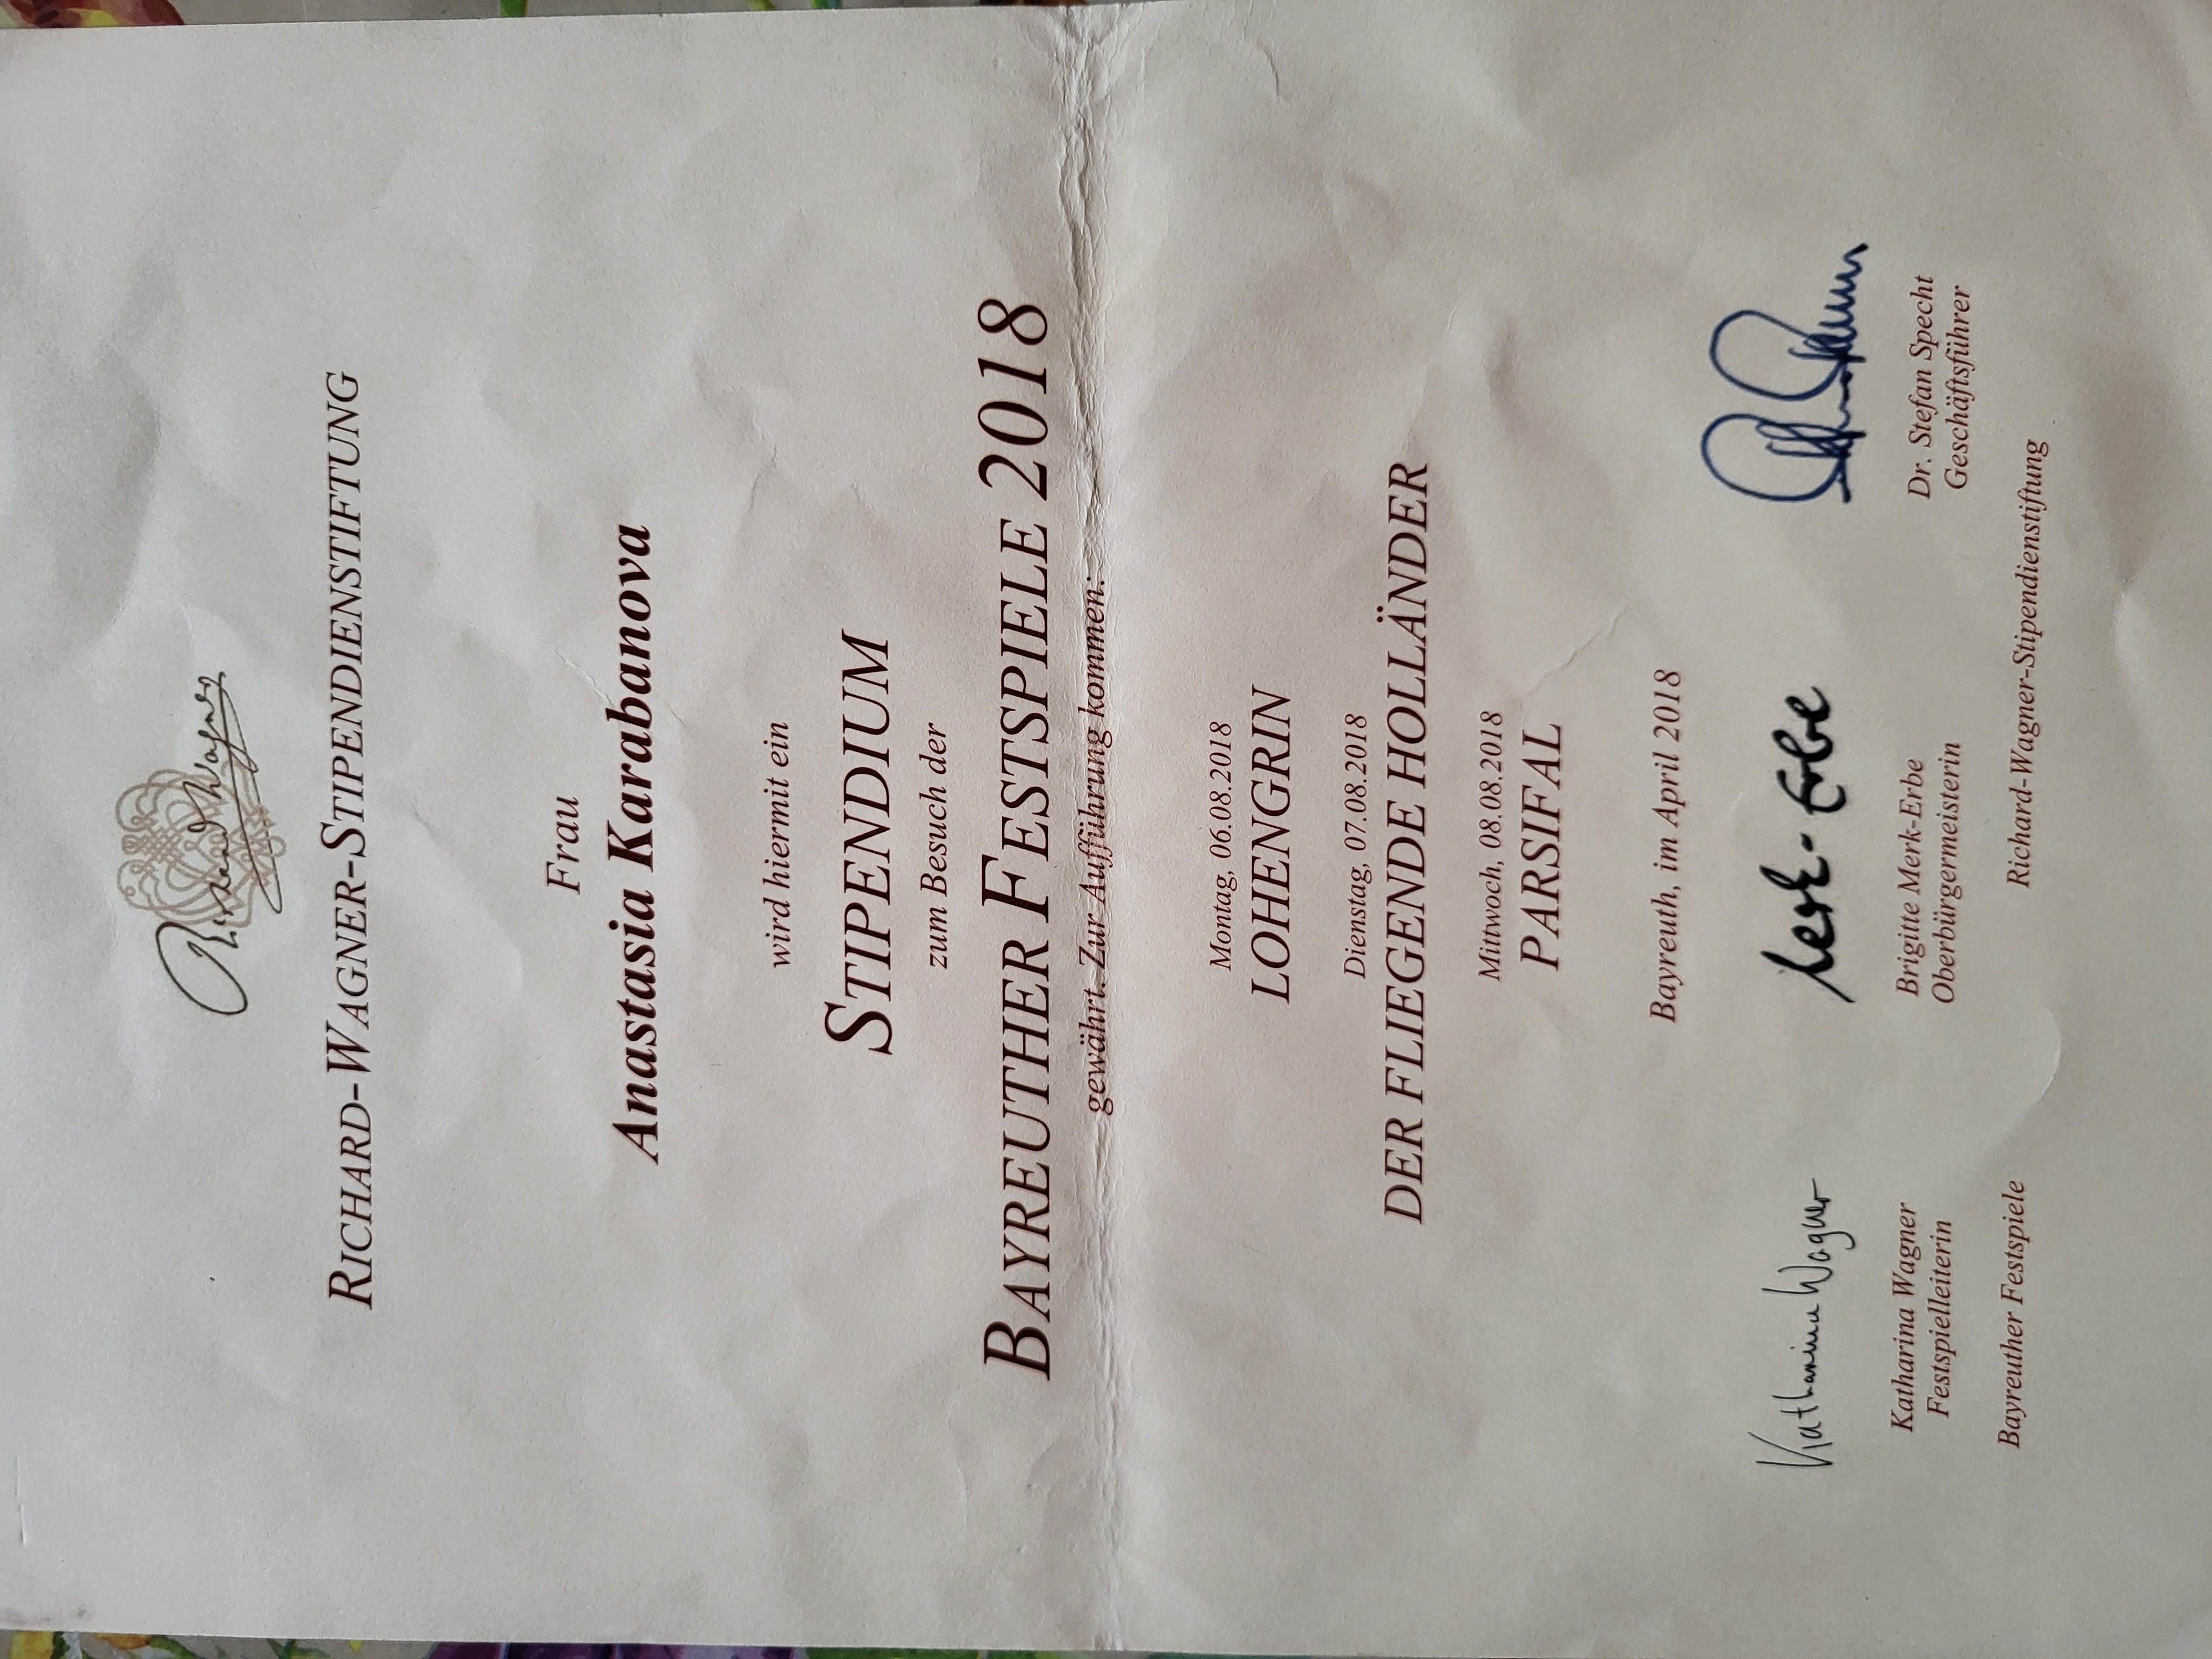 Richard Wagner
RICHARD-WAGNER-STIPENDIENSTIFTUNG
Frau
Anastasia Karabanova
wird hiermit ein
STIPENDIUM
zum Besuch der
BAYREUTHER FESTSPIELE 2018
gewährt. Zur Aufführung kommen:
Montag, 06.08.2018
LOHENGRIN
Dienstag, 07.08.2018
DER FLIEGENDE HOLLÄNDER
Mittwoch, 08.08.2018
PARSIFAL
Bayreuth, im April 2018
Katharina Wagner
Merk-Erbe
Katharina Wagner
Festspielleiterin
Brigitte Merk-Erbe
Oberbürgermeisterin
Dr. Stefan Specht
Geschäftsführer
Bayreuther Festspiele
Richard-Wagner-Stipendienstiftung